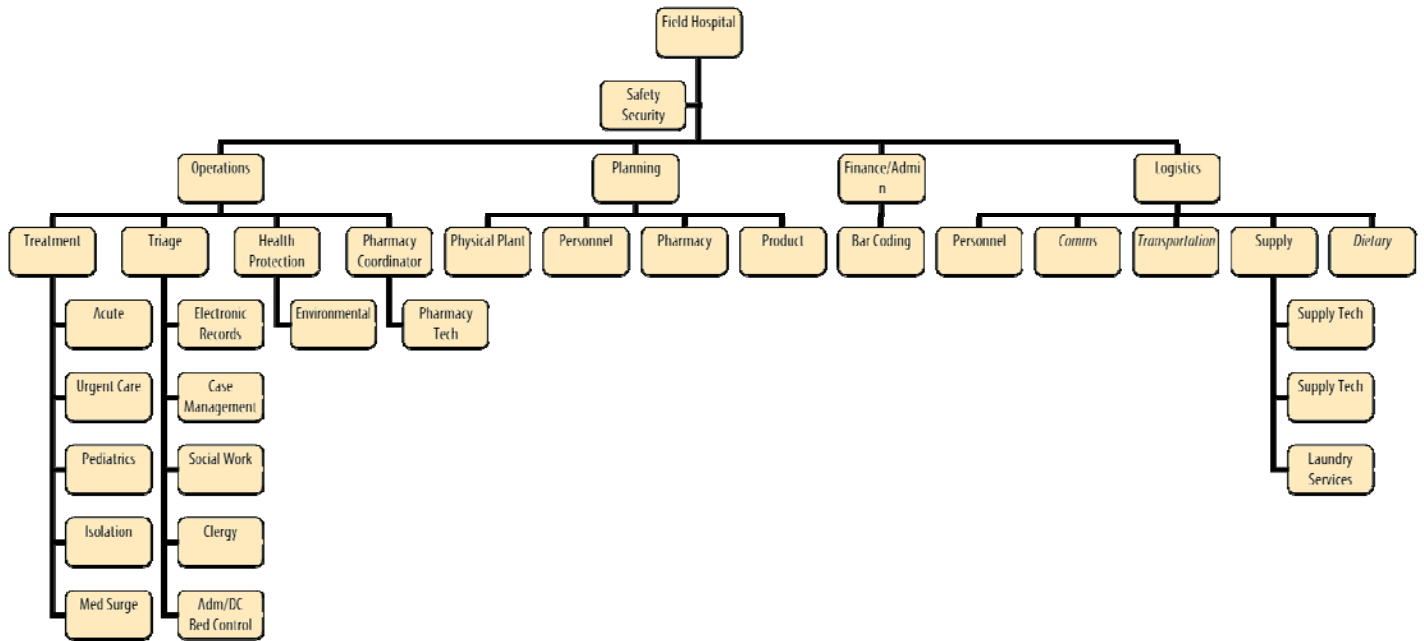 Field Hospital
Safety
Security
Operations
Planning
Finance/Admi
n
Logistics
Treatment
Triage
Health
Protection
Pharmacy
Coordinator
Physical Plant
Personnel
Pharmacy
Product
Bar Coding
Personnel
Comms
Transportation
Supply
Dietary
Acute
Electronic
Records
Environmental
Pharmacy
Tech
Supply Tech
Urgent Care
Case
Management
Supply Tech
Pediatrics
Social Work
Laundry
Services
Isolation
Clergy
Med Surge
Adm/DC
Bed Control